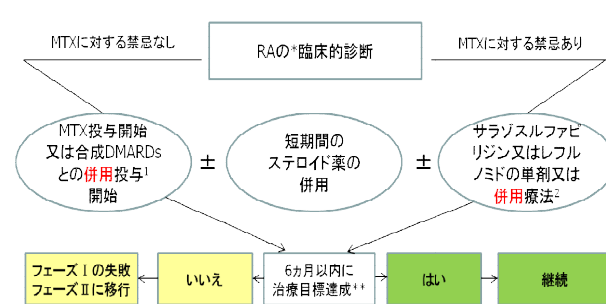 MTXに対する禁忌なし
RAの*臨床的診断
MTXに対する禁忌あり
MTX投与開始
又は合成DMARDs
との併用投与1
開始
±
短期間の
ステロイド薬の
併用
±
サラゾスルファピ
リジン又はレフル
ノミドの単剤又は
併用療法2
フェーズⅠの失敗
フェーズⅡに移行
いいえ
6ヵ月以内に
治療目標達成**
はい
継続